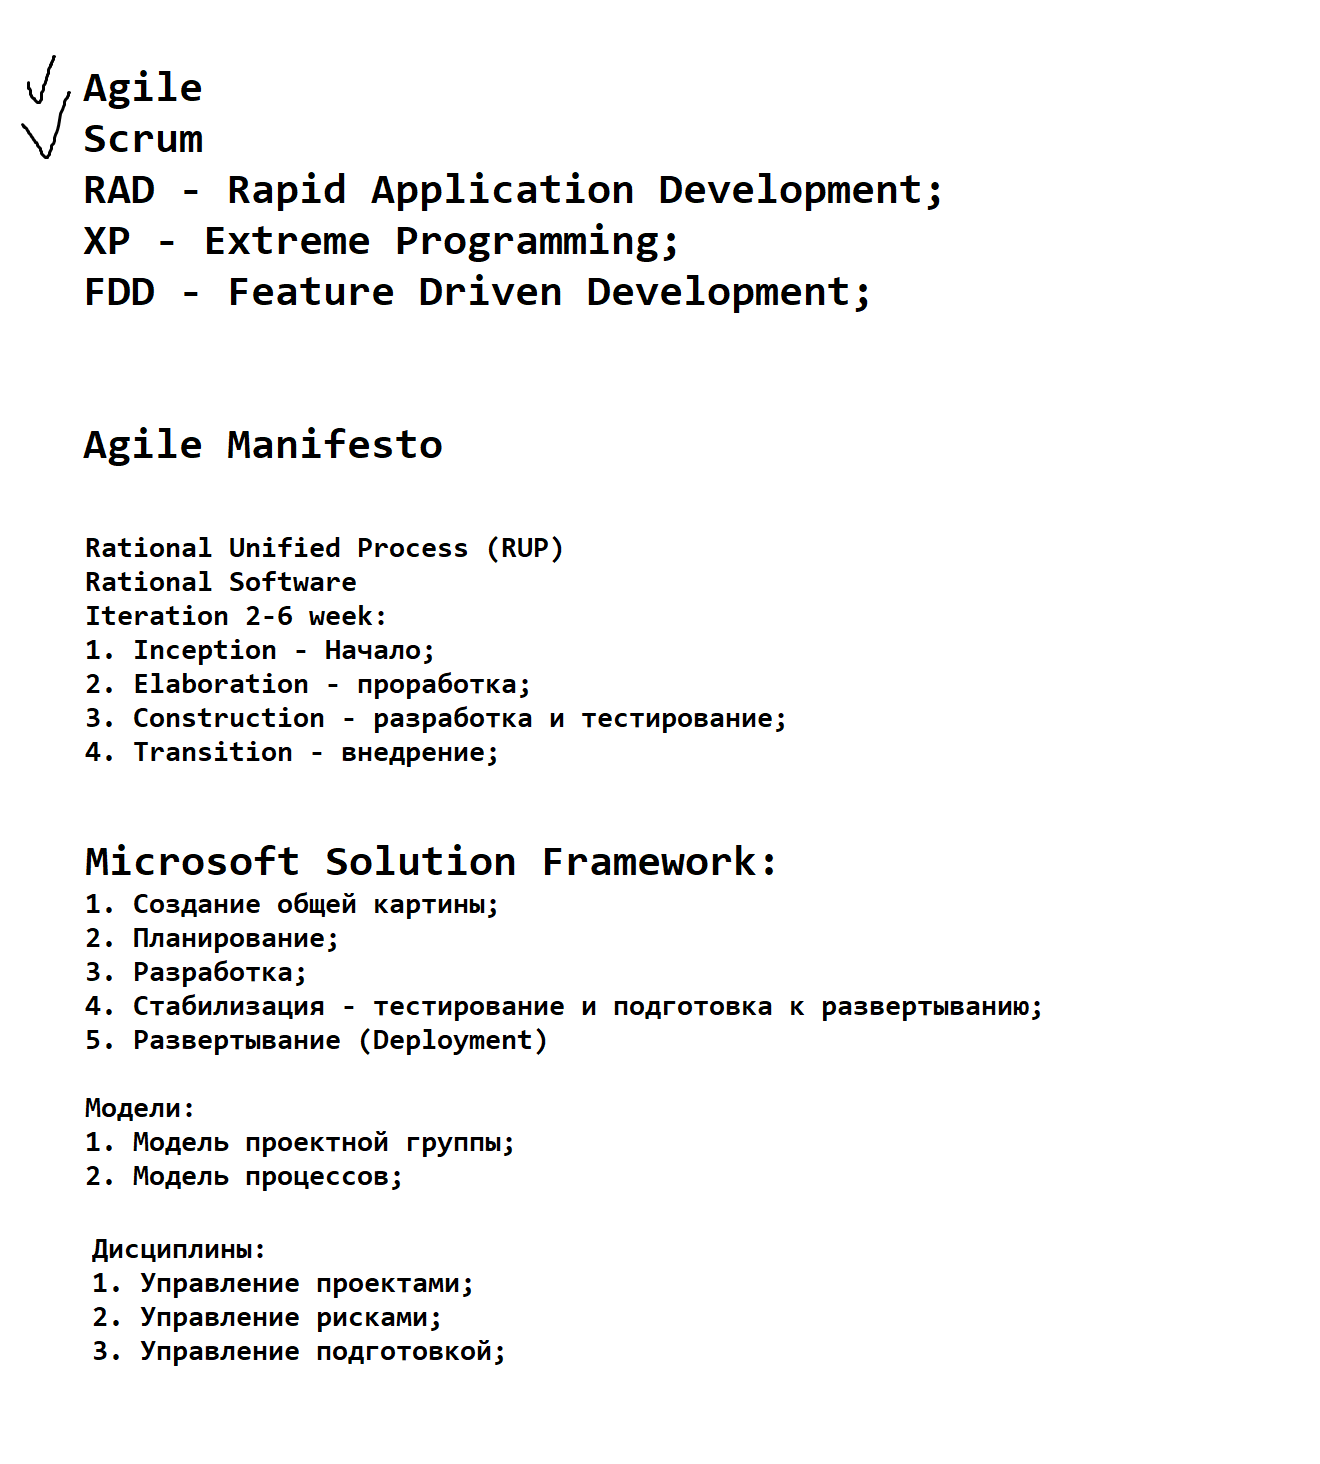 Agile
Scrum
RAD - Rapid Application Development;
XP - Extreme Programming;
FDD - Feature Driven Development;
Agile Manifesto
Rational Unified Process (RUP)
Rational Software
Iteration 2-6 week:
1. Inception - Начало;
2. Elaboration - проработка;
3. Construction - разработка и тестирование;
4. Transition - внедрение;
Microsoft Solution Framework:
1. Создание общей картины;
2. Планирование;
3. Разработка;
4. Стабилизация - тестирование и подготовка к развертыванию;
5. Развертывание (Deployment)
Модели:
1. Модель проектной группы;
2. Модель процессов;
Дисциплины:
1. Управление проектами;
2. Управление рисками;
3. Управление подготовкой;